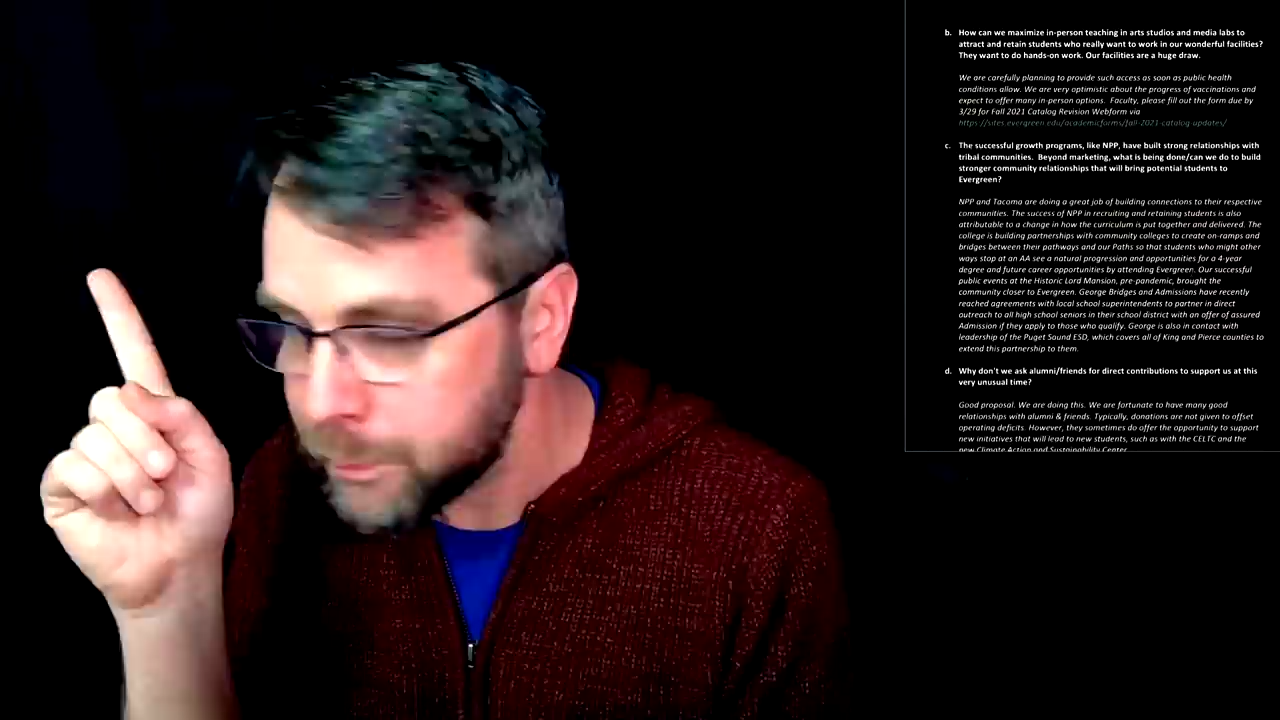 b. How can we maximize in-person teaching in arts studios and media labs to
attract and retain students who really want to work in our wonderful facilities?
They want to do hands-on work. Our facilities are a huge draw.
We are carefully planning to provide such access as soon as public health
conditions allow. We are very optimistic about the progress of vaccinations and
expect to offer many in-person options. Faculty, please fill out the form due by
3/29 for Fall 2021 Catalog Revision Webform via
https://sites.evergreen.edu/academicforms/fall-2021-catalog-updates/
c. The successful growth programs, like NPP, have built strong relationships with
tribal communities. Beyond marketing, what is being done/can we do to build
stronger community relationships that will bring potential students to
Evergreen?
NPP and Tacoma are doing a great job of building connections to their respective
communities. The success of NPP in recruiting and retaining students is also
attributable to a change in how the curriculum is put together and delivered. The
college is building partnerships with community colleges to create on-ramps and
bridges between their pathways and our Paths so that students who might other
ways stop at an AA see a natural progression and opportunities for a 4-year
degree and future career opportunities by attending Evergreen. Our successful
public events at the Historic Lord Mansion, pre-pandemic, brought the
community closer to Evergreen. George Bridges and Admissions have recently
reached agreements with local school superintendents to partner in direct
outreach to all high school seniors in their school district with an offer of assured
Admission if they apply to those who qualify. George is also in contact with
leadership of the Puget Sound ESD, which covers all of King and Pierce counties to
extend this partnership to them.
d. Why don't we ask alumni/friends for direct contributions to support us at this
very unusual time?
Good proposal. We are doing this. We are fortunate to have many good
relationships with alumni & friends. Typically, donations are not given to offset
operating deficits. However, they sometimes do offer the opportunity to support
new initiatives that will lead to new students, such as with the CELTC and the
new Climate Action and Sustainability Center